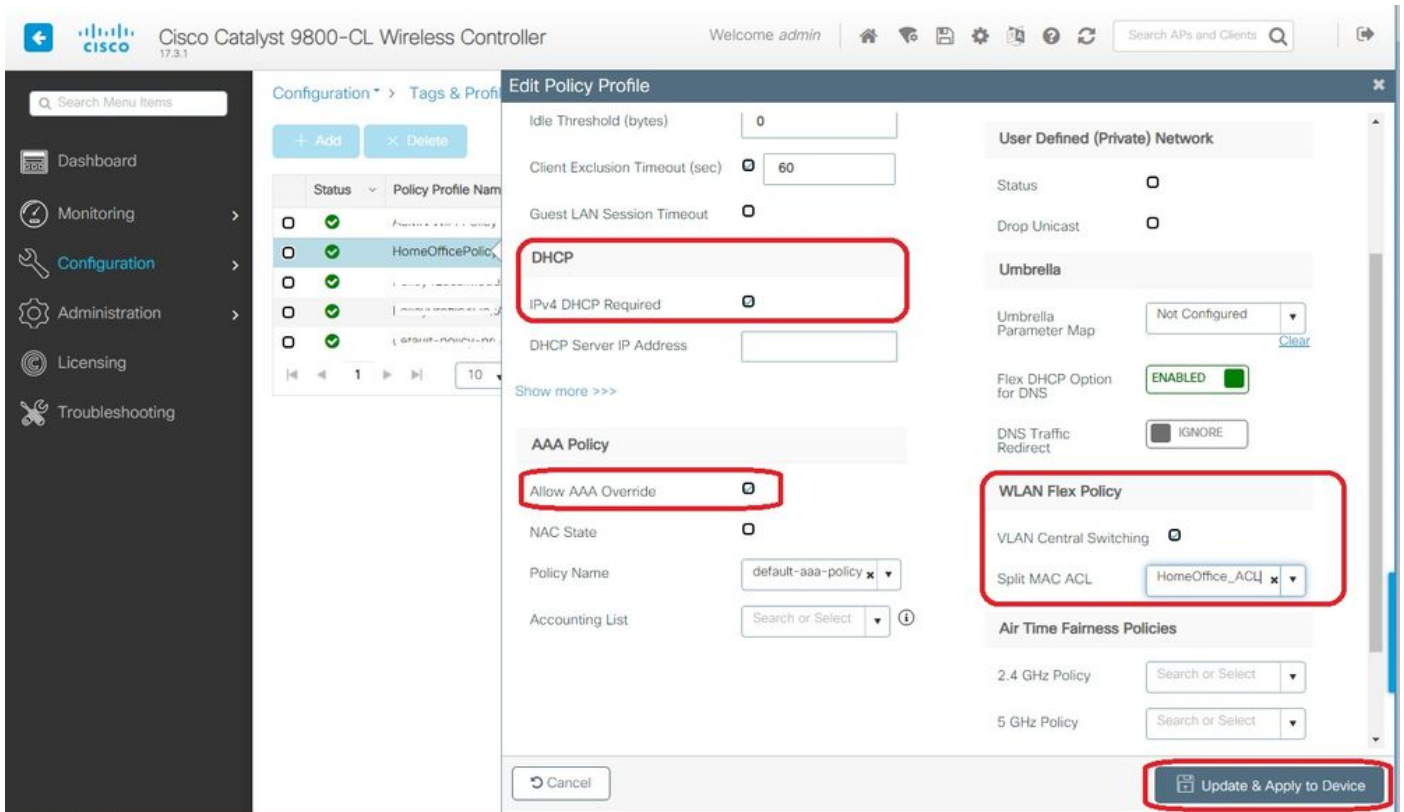 CISCO
Cisco Catalyst 9800-CL Wireless Controller
17.3.1
Welcome admin
Search APs and Clients
Search Menu Items
Dashboard
Monitoring
Configuration
Administration
Licensing
Troubleshooting
Configuration > Tags & Profil
+ Add
× Delete
Status
Policy Profile Nam
HomeOfficePolicy
1
10
Edit Policy Profile
Idle Threshold (bytes)
0
Client Exclusion Timeout (sec)
60
Guest LAN Session Timeout
DHCP
IPv4 DHCP Required
DHCP Server IP Address
Show more >>>
AAA Policy
Allow AAA Override
NAC State
Policy Name
default-aaa-policy
Accounting List
Search or Select
User Defined (Private) Network
Status
Drop Unicast
Umbrella
Umbrella
Parameter Map
Not Configured
Clear
Flex DHCP Option
for DNS
ENABLED
DNS Traffic
Redirect
IGNORE
WLAN Flex Policy
VLAN Central Switching
Split MAC ACL
HomeOffice_ACL
Air Time Fairness Policies
2.4 GHz Policy
Search or Select
5 GHz Policy
Search or Select
Cancel
Update & Apply to Device